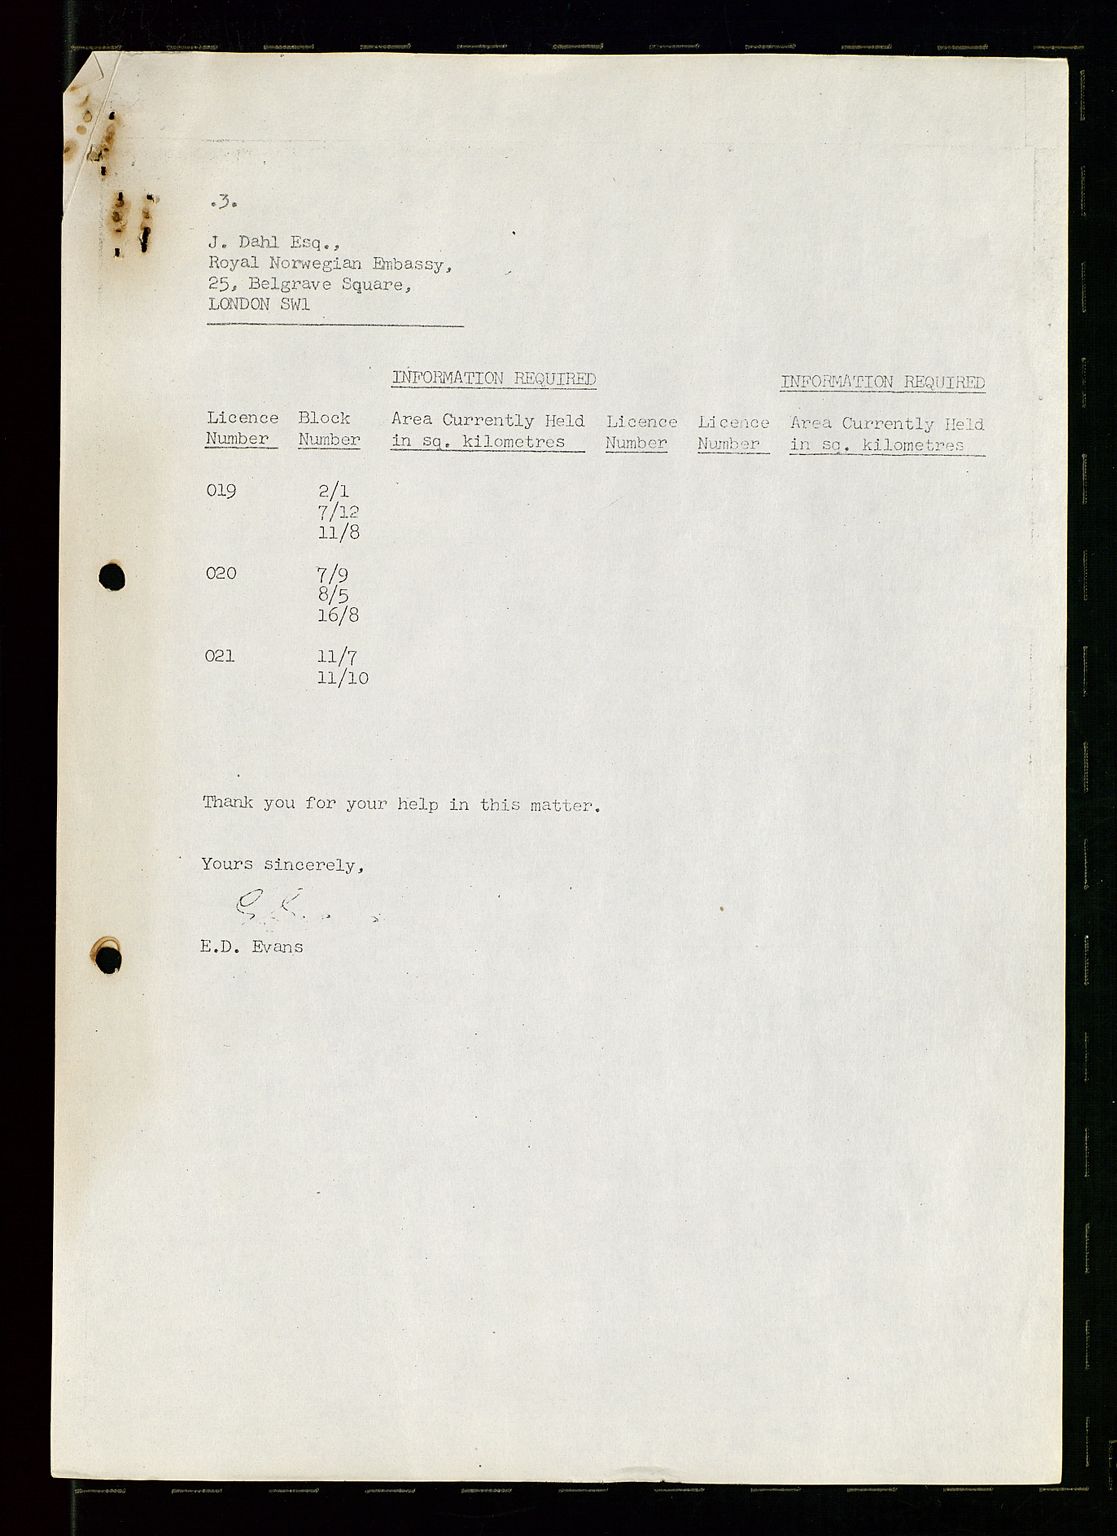 .3.
J. Dahl Esq.,
Royal Norwegian Embassy,
25, Belgrave Square,
LONDON SW1
INFORMATION REQUIRED INFORMATION REQUIRED
Licence Block Area Currently Held Licence Licence Area Currently Held
Number Number in sq. kilometres Number Number in sq. kilometres
019 2/1
7/12
11/8
020 7/9
8/5
16/8
021 11/7
11/10
Thank you for your help in this matter.
Yours sincerely,
E.D. Evans